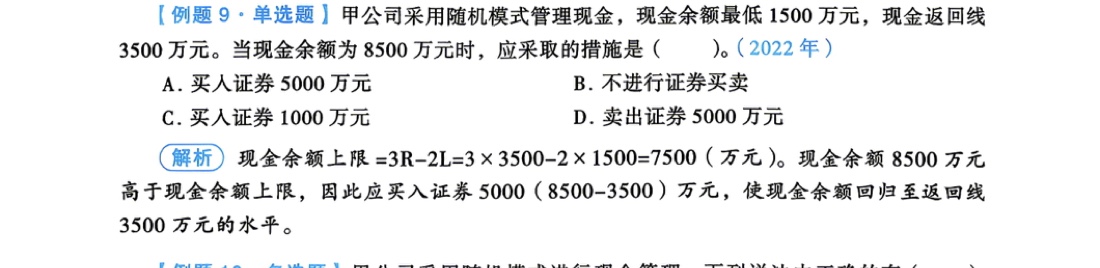 【例题 9·单选题】甲公司采用随机模式管理现金，现金余额最低 1500 万元，现金返回线
3500 万元。当现金余额为 8500 万元时，应采取的措施是（　　）。（2022 年）
A. 买入证券 5000 万元　　B. 不进行证券买卖
C. 买入证券 1000 万元　　D. 卖出证券 5000 万元
解析 现金余额上限 =3R-2L=3×3500-2×1500=7500（万元）。现金余额 8500 万元
高于现金余额上限，因此应买入证券 5000（8500-3500）万元，使现金余额回归至返回线
3500 万元的水平。